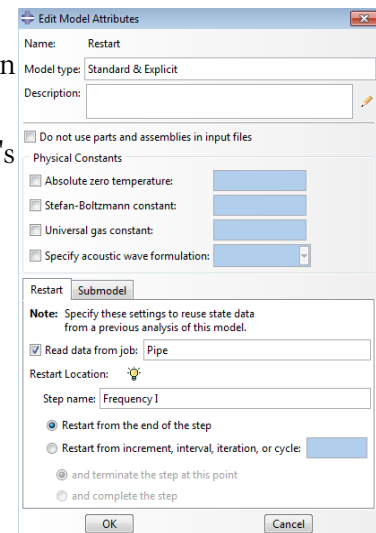 Edit Model Attributes
Name: Restart
n
Model type: Standard & Explicit
Description:
's
Do not use parts and assemblies in input files
Physical Constants
Absolute zero temperature:
Stefan-Boltzmann constant:
Universal gas constant:
Specify acoustic wave formulation:
Restart Submodel
Note: Specify these settings to reuse state data
from a previous analysis of this model.
Read data from job: Pipe
Restart Location:
Step name: Frequency I
Restart from the end of the step
Restart from increment, interval, iteration, or cycle:
and terminate the step at this point
and complete the step
OK Cancel